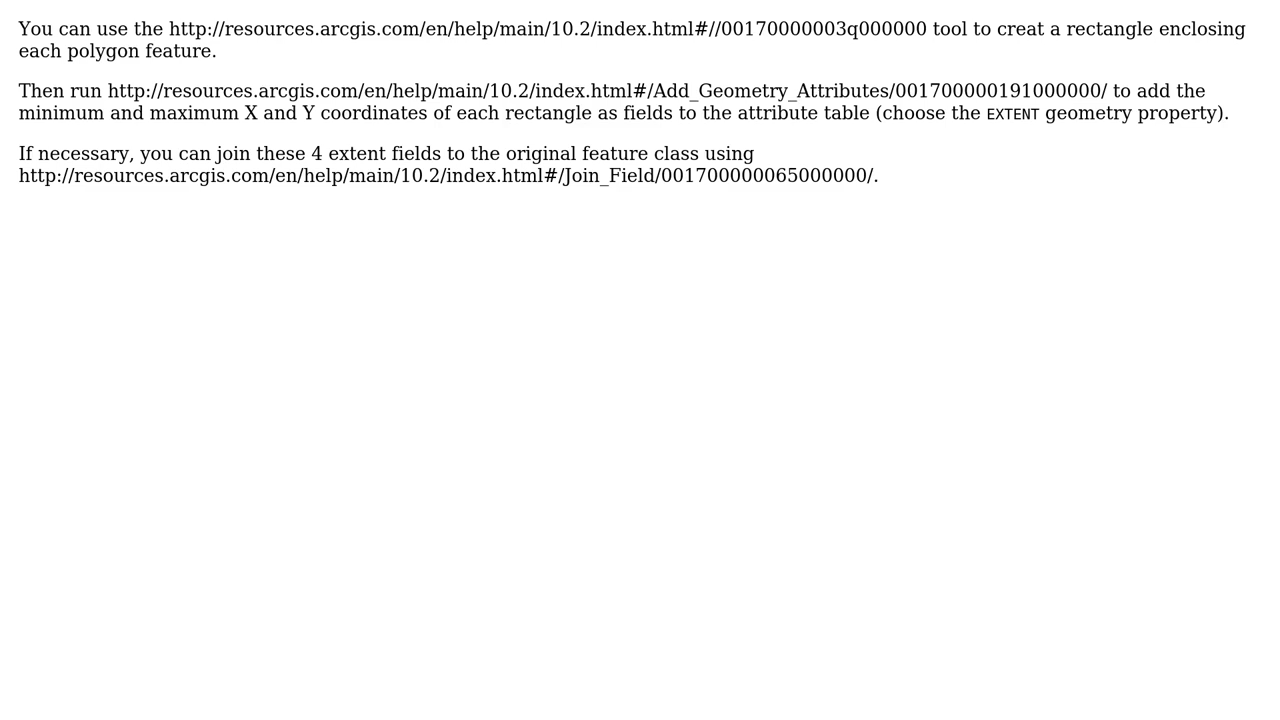 You can use the http://resources.arcgis.com/en/help/main/10.2/index.html#//00170000003q000000 tool to creat a rectangle enclosing
each polygon feature.
Then run http://resources.arcgis.com/en/help/main/10.2/index.html#/Add_Geometry_Attributes/001700000191000000/ to add the
minimum and maximum X and Y coordinates of each rectangle as fields to the attribute table (choose the EXTENT geometry property).
If necessary, you can join these 4 extent fields to the original feature class using
http://resources.arcgis.com/en/help/main/10.2/index.html#/Join_Field/001700000065000000/.